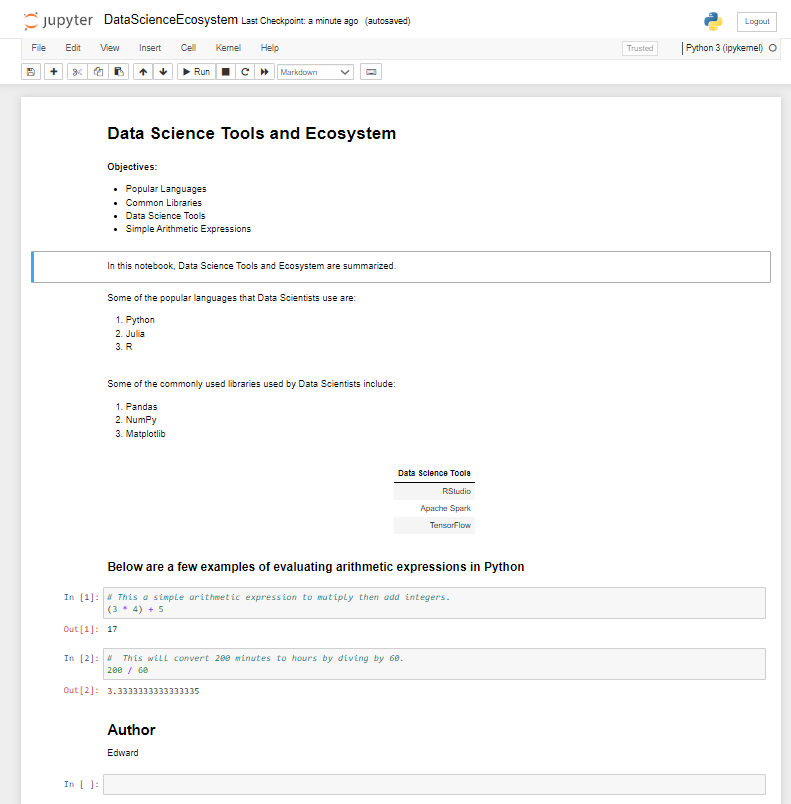 jupyter DataScienceEcosystem Last Checkpoint: a minute ago (autosaved)
Logout
File Edit View Insert Cell Kernel Help
Trusted
Python 3 (ipykernel)
Run
Markdown
Data Science Tools and Ecosystem
Objectives:
Popular Languages
Common Libraries
Data Science Tools
Simple Arithmetic Expressions
In this notebook, Data Science Tools and Ecosystem are summarized.
Some of the popular languages that Data Scientists use are:
1. Python
2. Julia
3. R
Some of the commonly used libraries used by Data Scientists include:
1. Pandas
2. NumPy
3. Matplotlib
Data Science Tools
RStudio
Apache Spark
TensorFlow
Below are a few examples of evaluating arithmetic expressions in Python
In [1]: # This a simple arithmetic expression to mutiply then add integers.
(3 * 4) + 5
Out[1]: 17
In [2]: #  This will convert 200 minutes to hours by diving by 60.
200 / 60
Out[2]: 3.3333333333333335
Author
Edward
In [ ]: